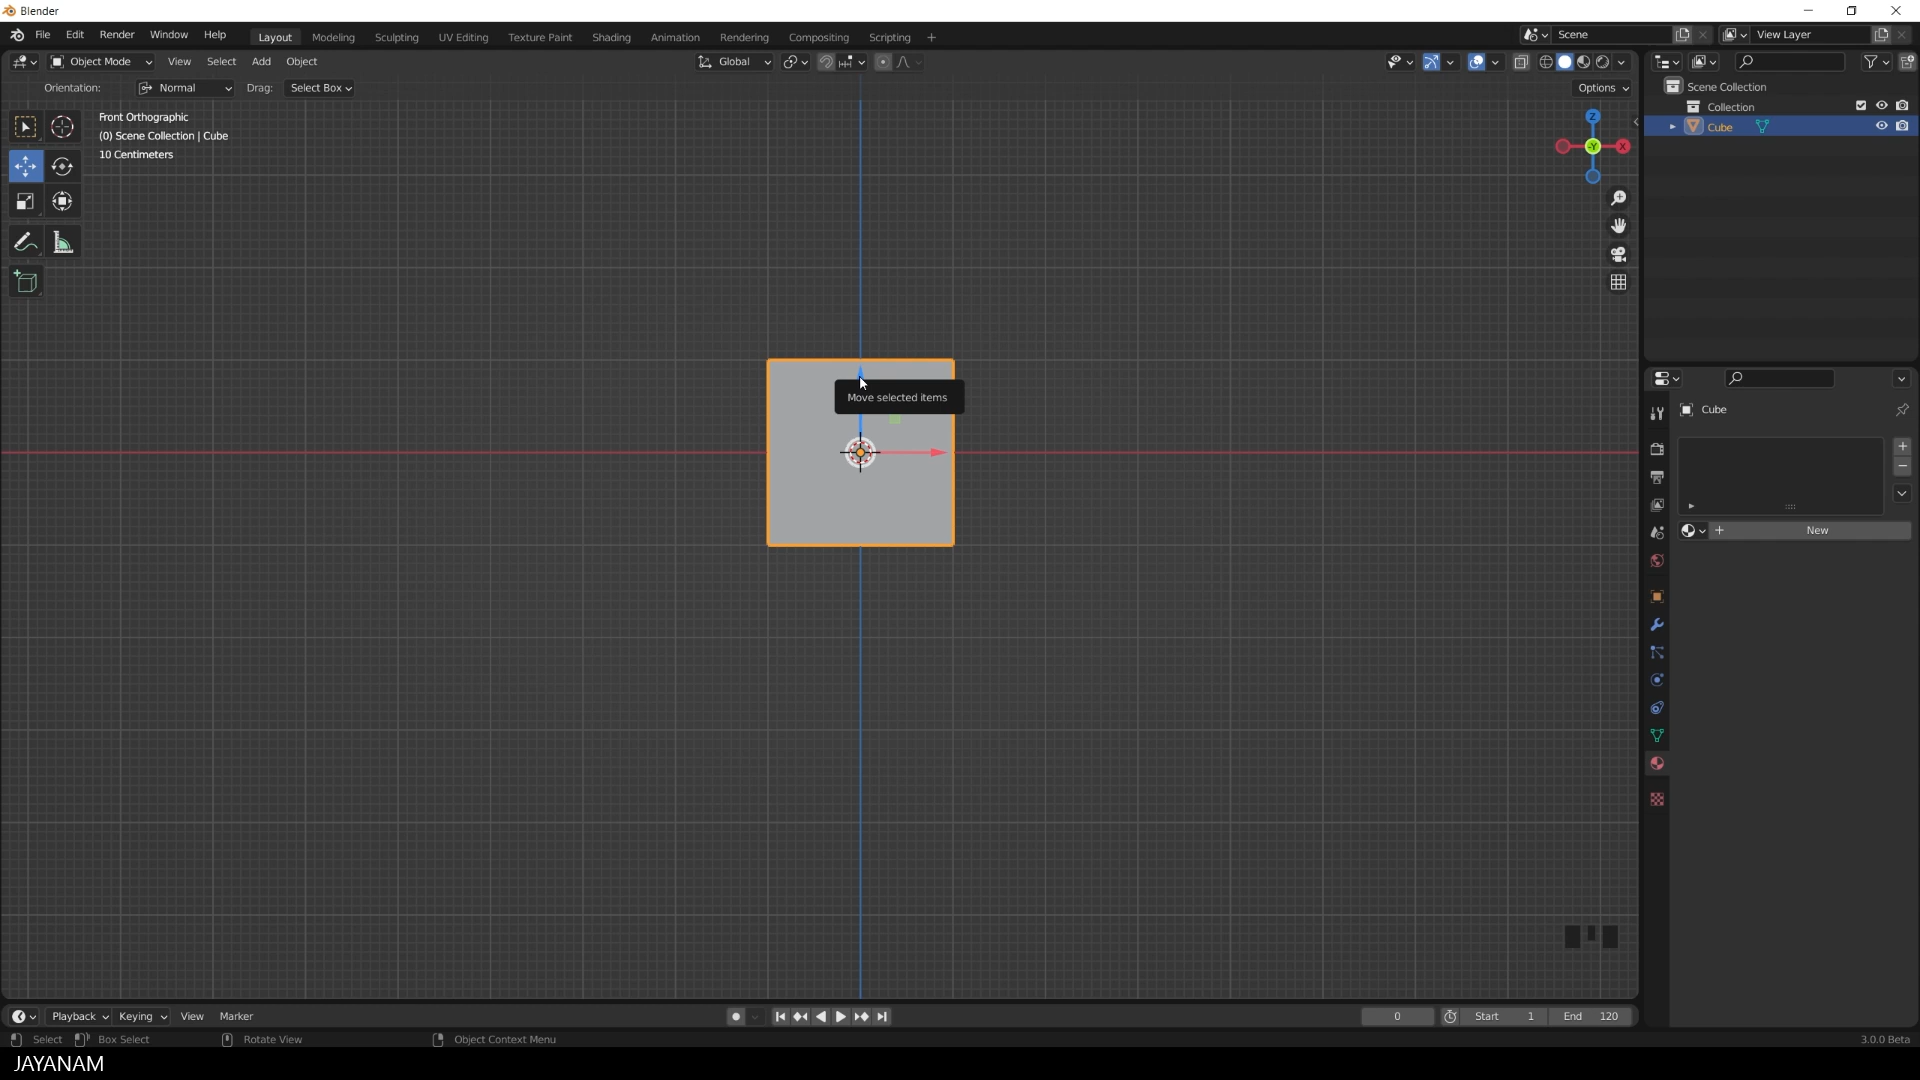 Blender
File Edit Render Window Help Layout Modeling Sculpting UV Editing Texture Paint Shading Animation Rendering Compositing Scripting + Scene View Layer
Object Mode View Select Add Object Global
Orientation: Normal Drag: Select Box Options
Scene Collection
Collection
Cube
Front Orthographic
(0) Scene Collection | Cube
10 Centimeters
Z
X
-Y
Move selected items
Cube
New
Playback Keying View Marker 0 Start 1 End 120
Select Box Select Rotate View Object Context Menu 3.0.0 Beta
JAYANAM